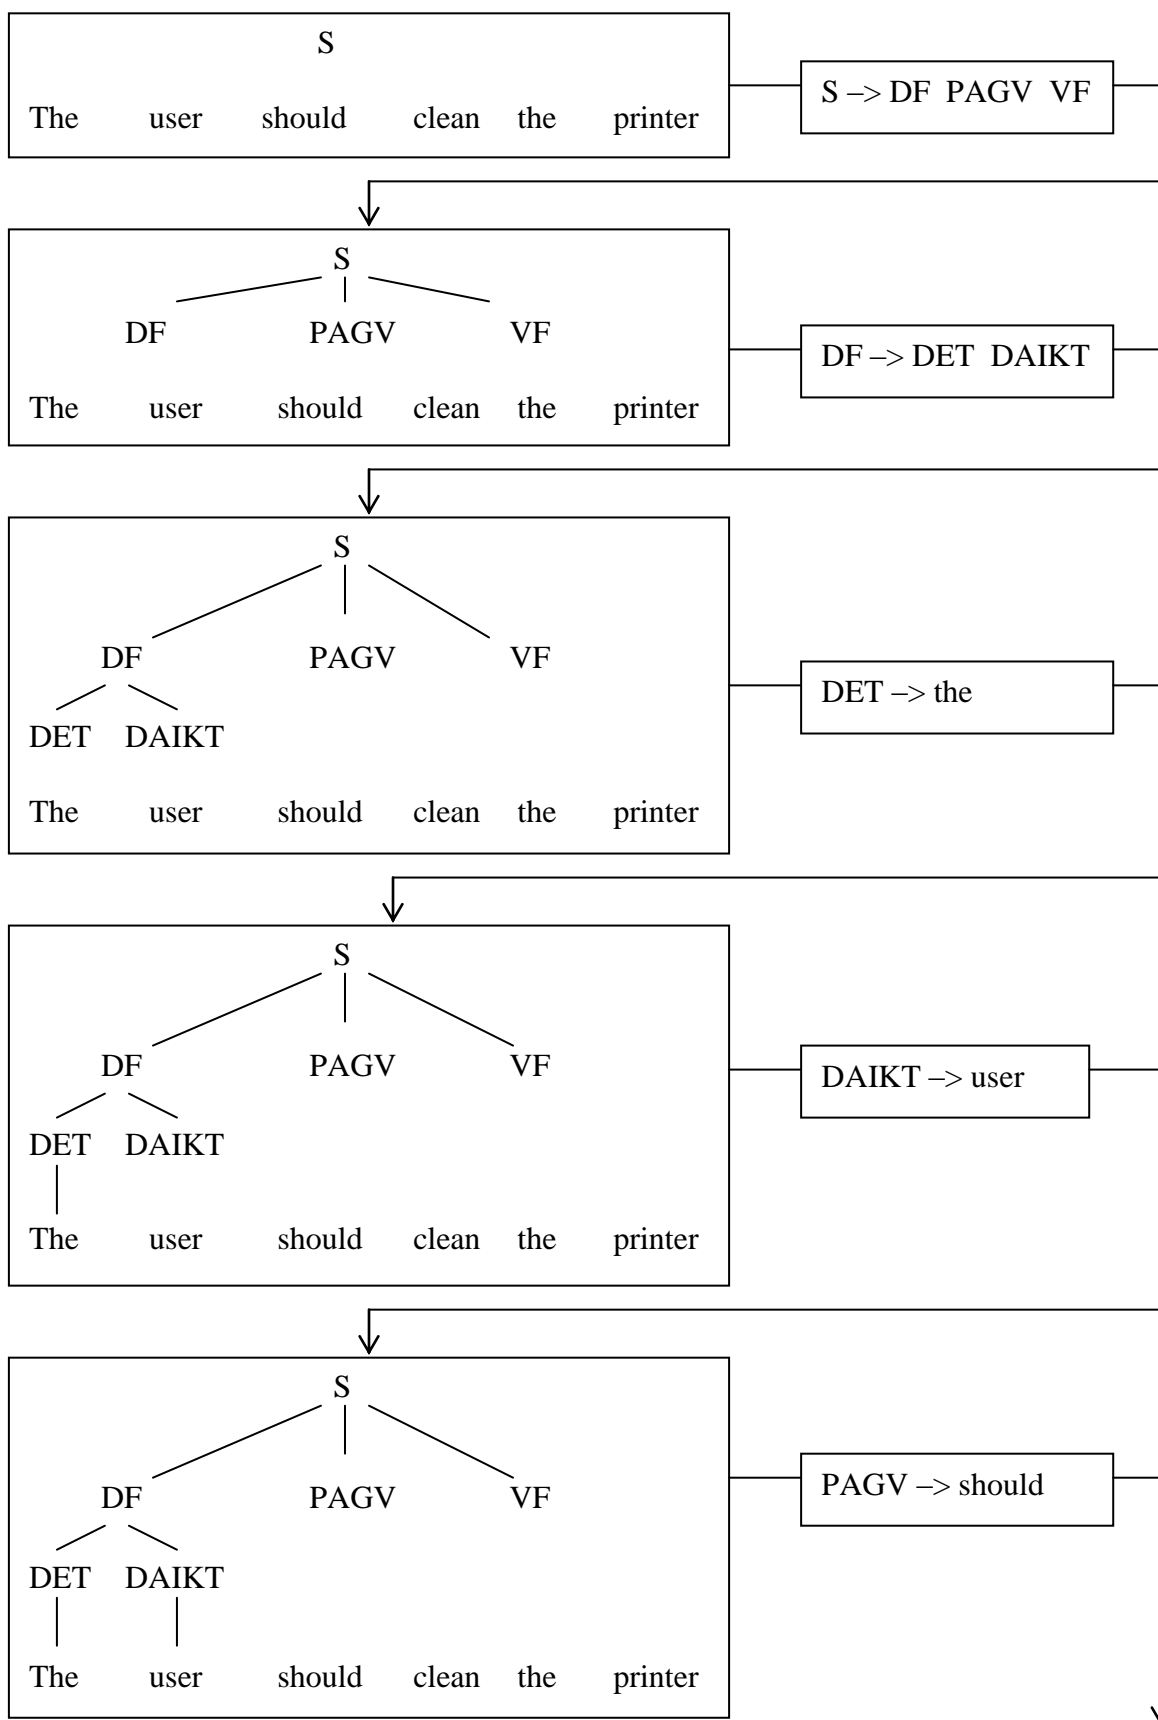 S
The user should clean the printer
S –> DF PAGV VF
S
DF PAGV VF
The user should clean the printer
DF –> DET DAIKT
S
DF PAGV VF
DET DAIKT
The user should clean the printer
DET –> the
S
DF PAGV VF
DET DAIKT
The user should clean the printer
DAIKT –> user
S
DF PAGV VF
DET DAIKT
The user should clean the printer
PAGV –> should